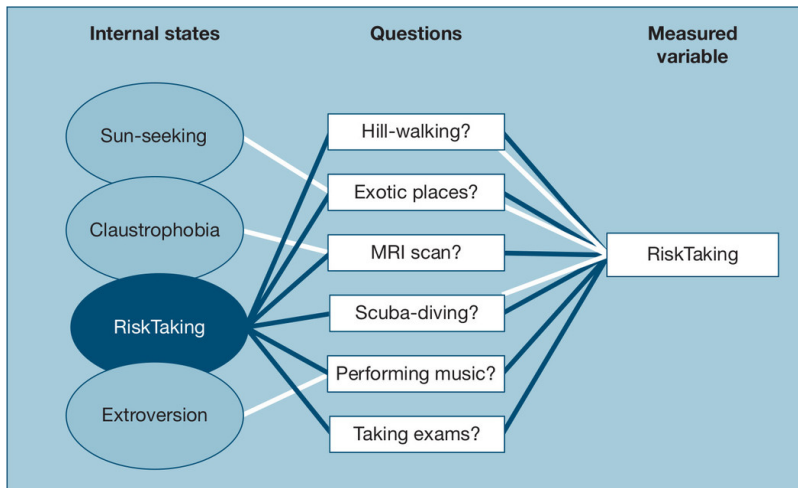 Internal states
Questions
Measured
variable
Sun-seeking
Claustrophobia
RiskTaking
Extroversion
Hill-walking?
Exotic places?
MRI scan?
Scuba-diving?
Performing music?
Taking exams?
RiskTaking